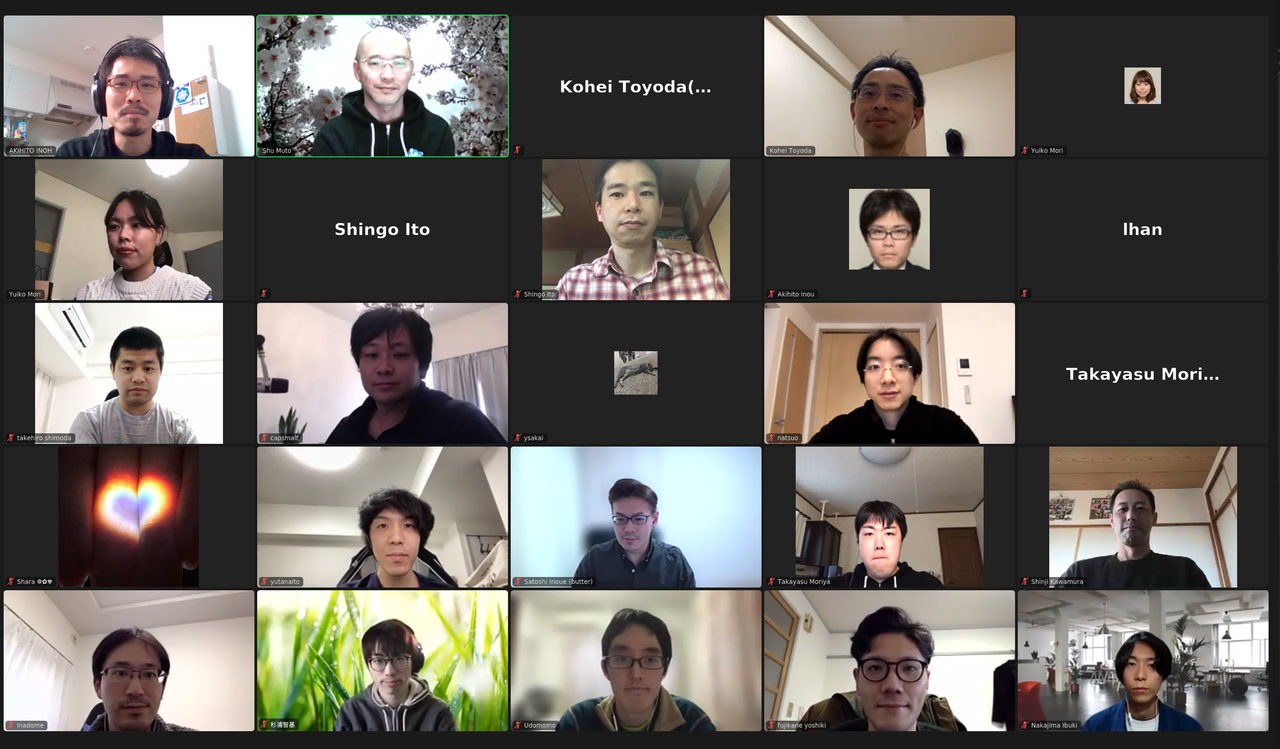 AKIHITO INOH
Shu Muto
Kohei Toyoda(...
Kohei Toyoda
Yuiko Mori
Yuiko Mori
Shingo Ito
Shingo Ito
Akihito Inou
Ihan
takehiro shimoda
capsmalt
ysakai
natsuo
Takayasu Mori...
Shara ❁✿✾
yutanaito
Satoshi Inoue (butter)
Takayasu Moriya
Shinji Kawamura
Inadome
杉浦智基
Udomomo
fujikane yoshiki
Nakajima Ibuki